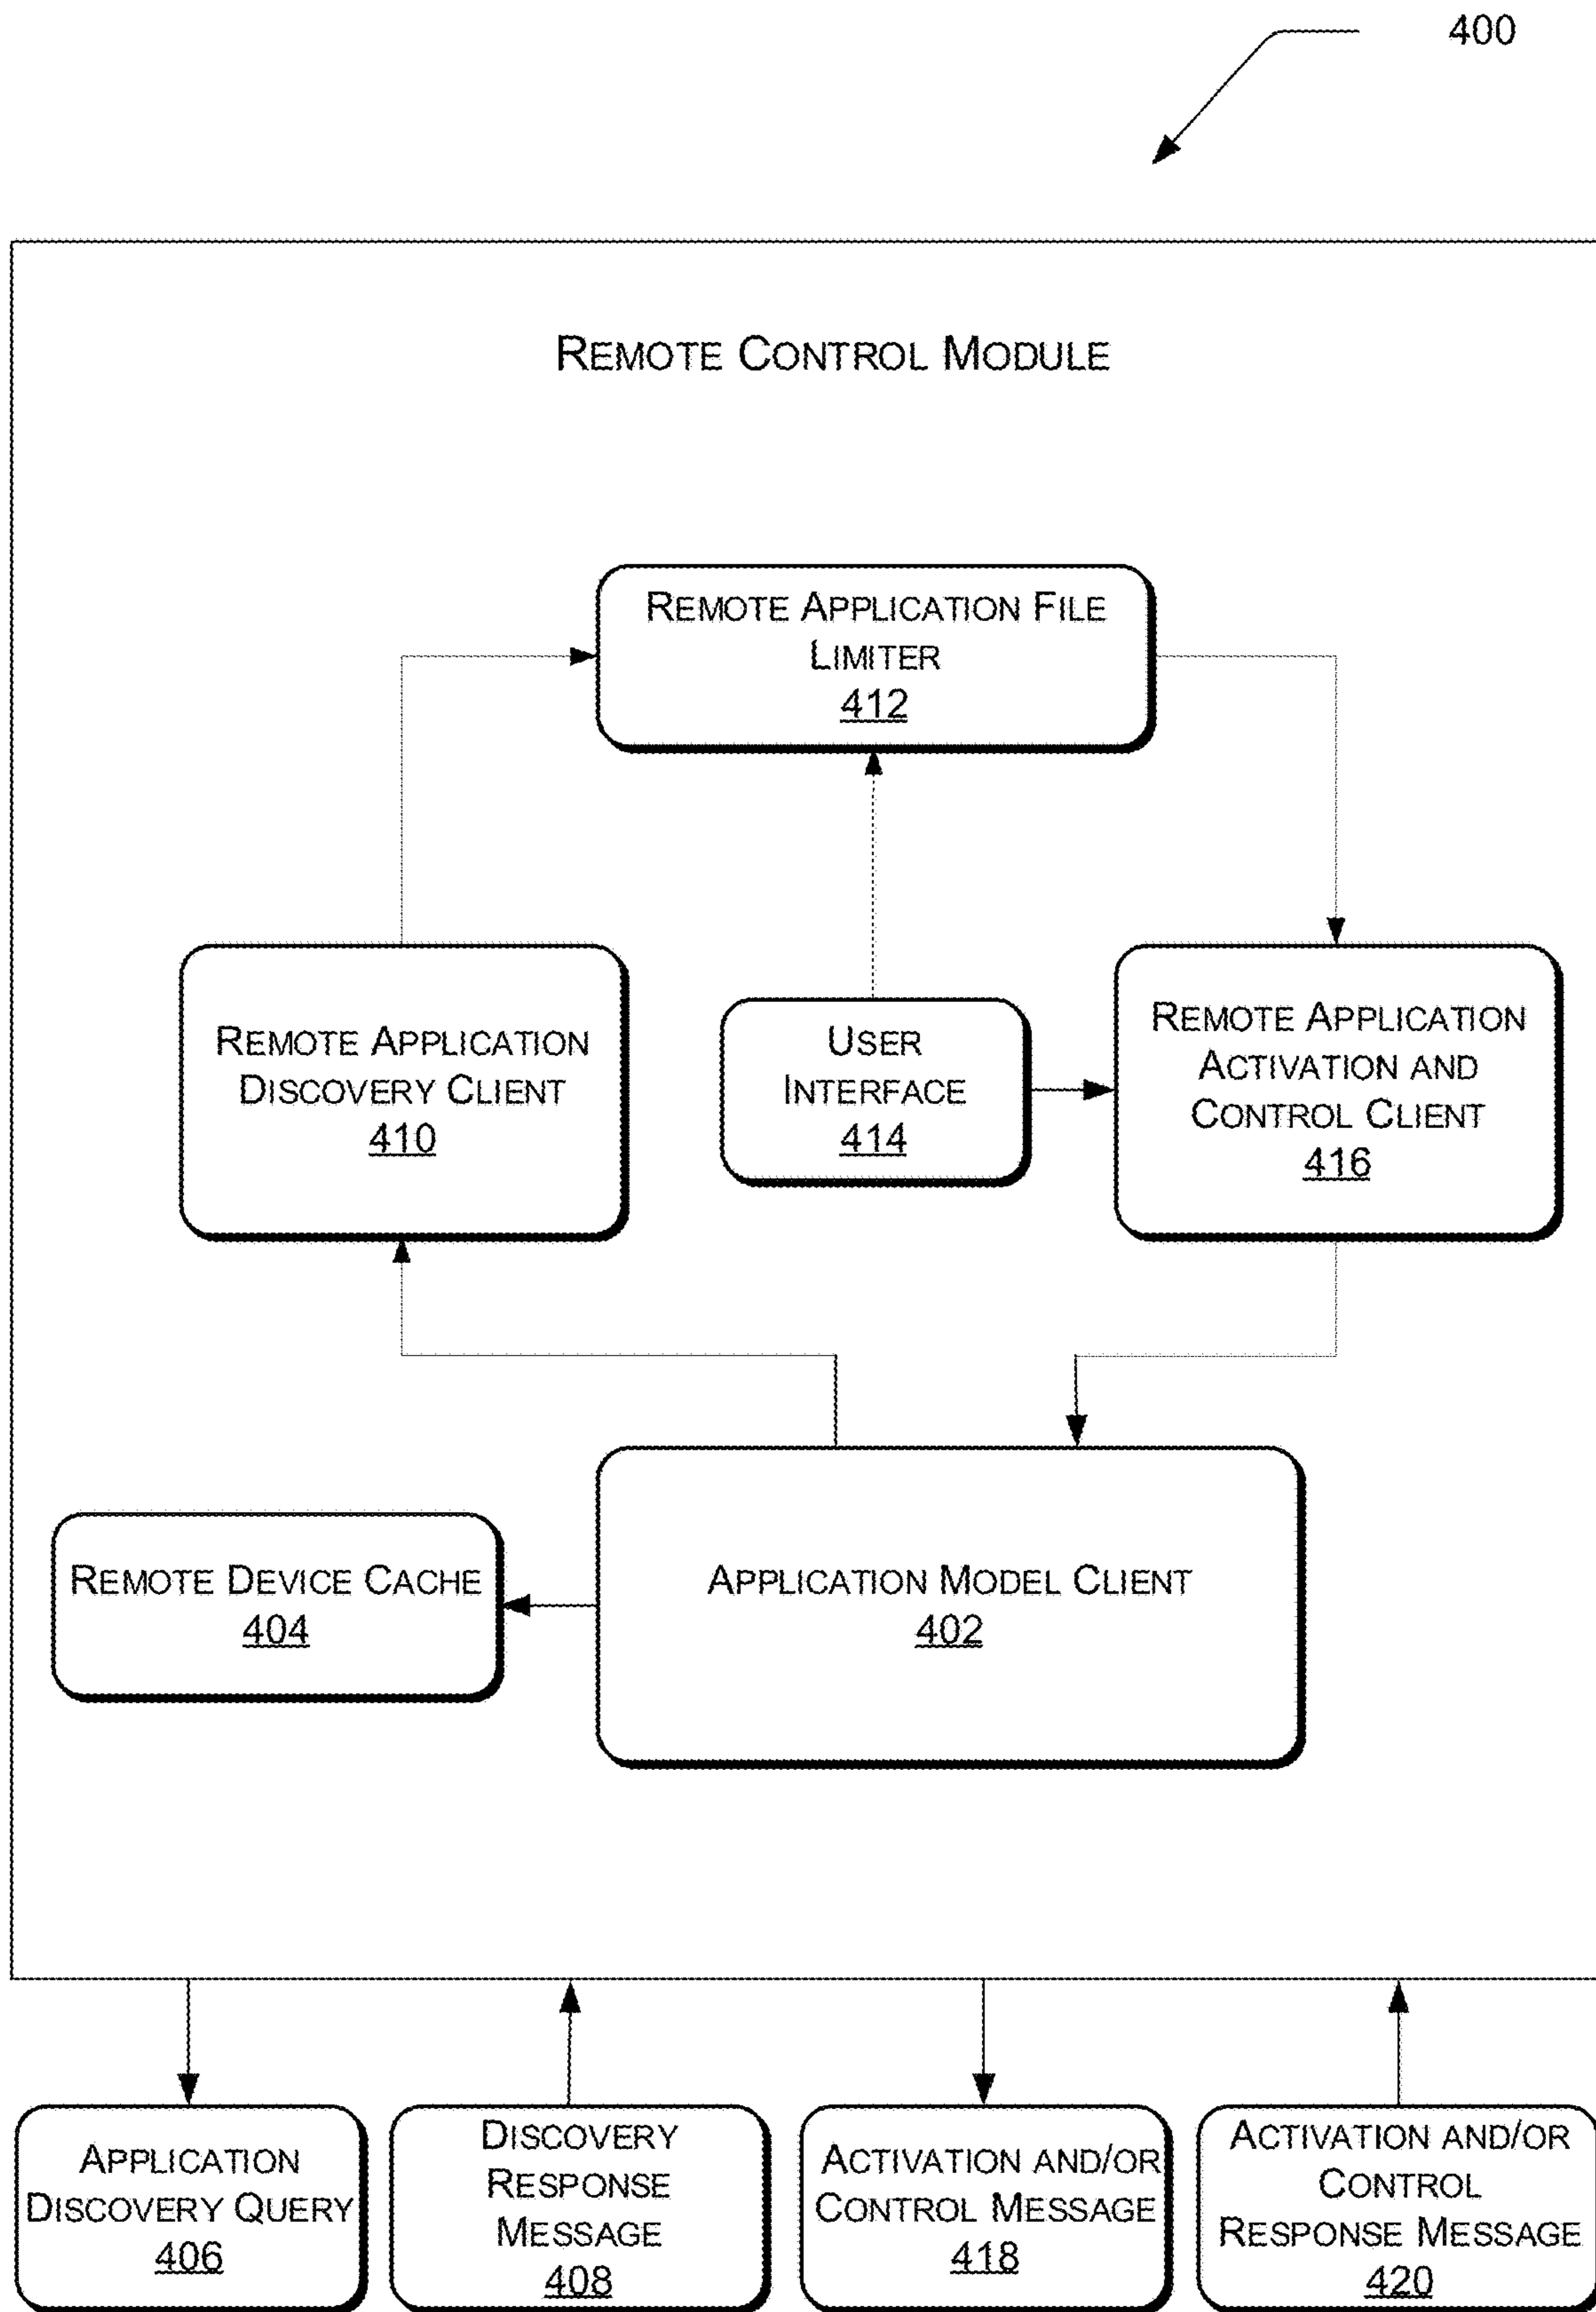 400
REMOTE CONTROL MODULE
REMOTE APPLICATION FILE
LIMITER
412
REMOTE APPLICATION
DISCOVERY CLIENT
410
USER
INTERFACE
414
REMOTE APPLICATION
ACTIVATION AND
CONTROL CLIENT
416
REMOTE DEVICE CACHE
404
APPLICATION MODEL CLIENT
402
APPLICATION
DISCOVERY QUERY
406
DISCOVERY
RESPONSE
MESSAGE
408
ACTIVATION AND/OR
CONTROL MESSAGE
418
ACTIVATION AND/OR
CONTROL
RESPONSE MESSAGE
420